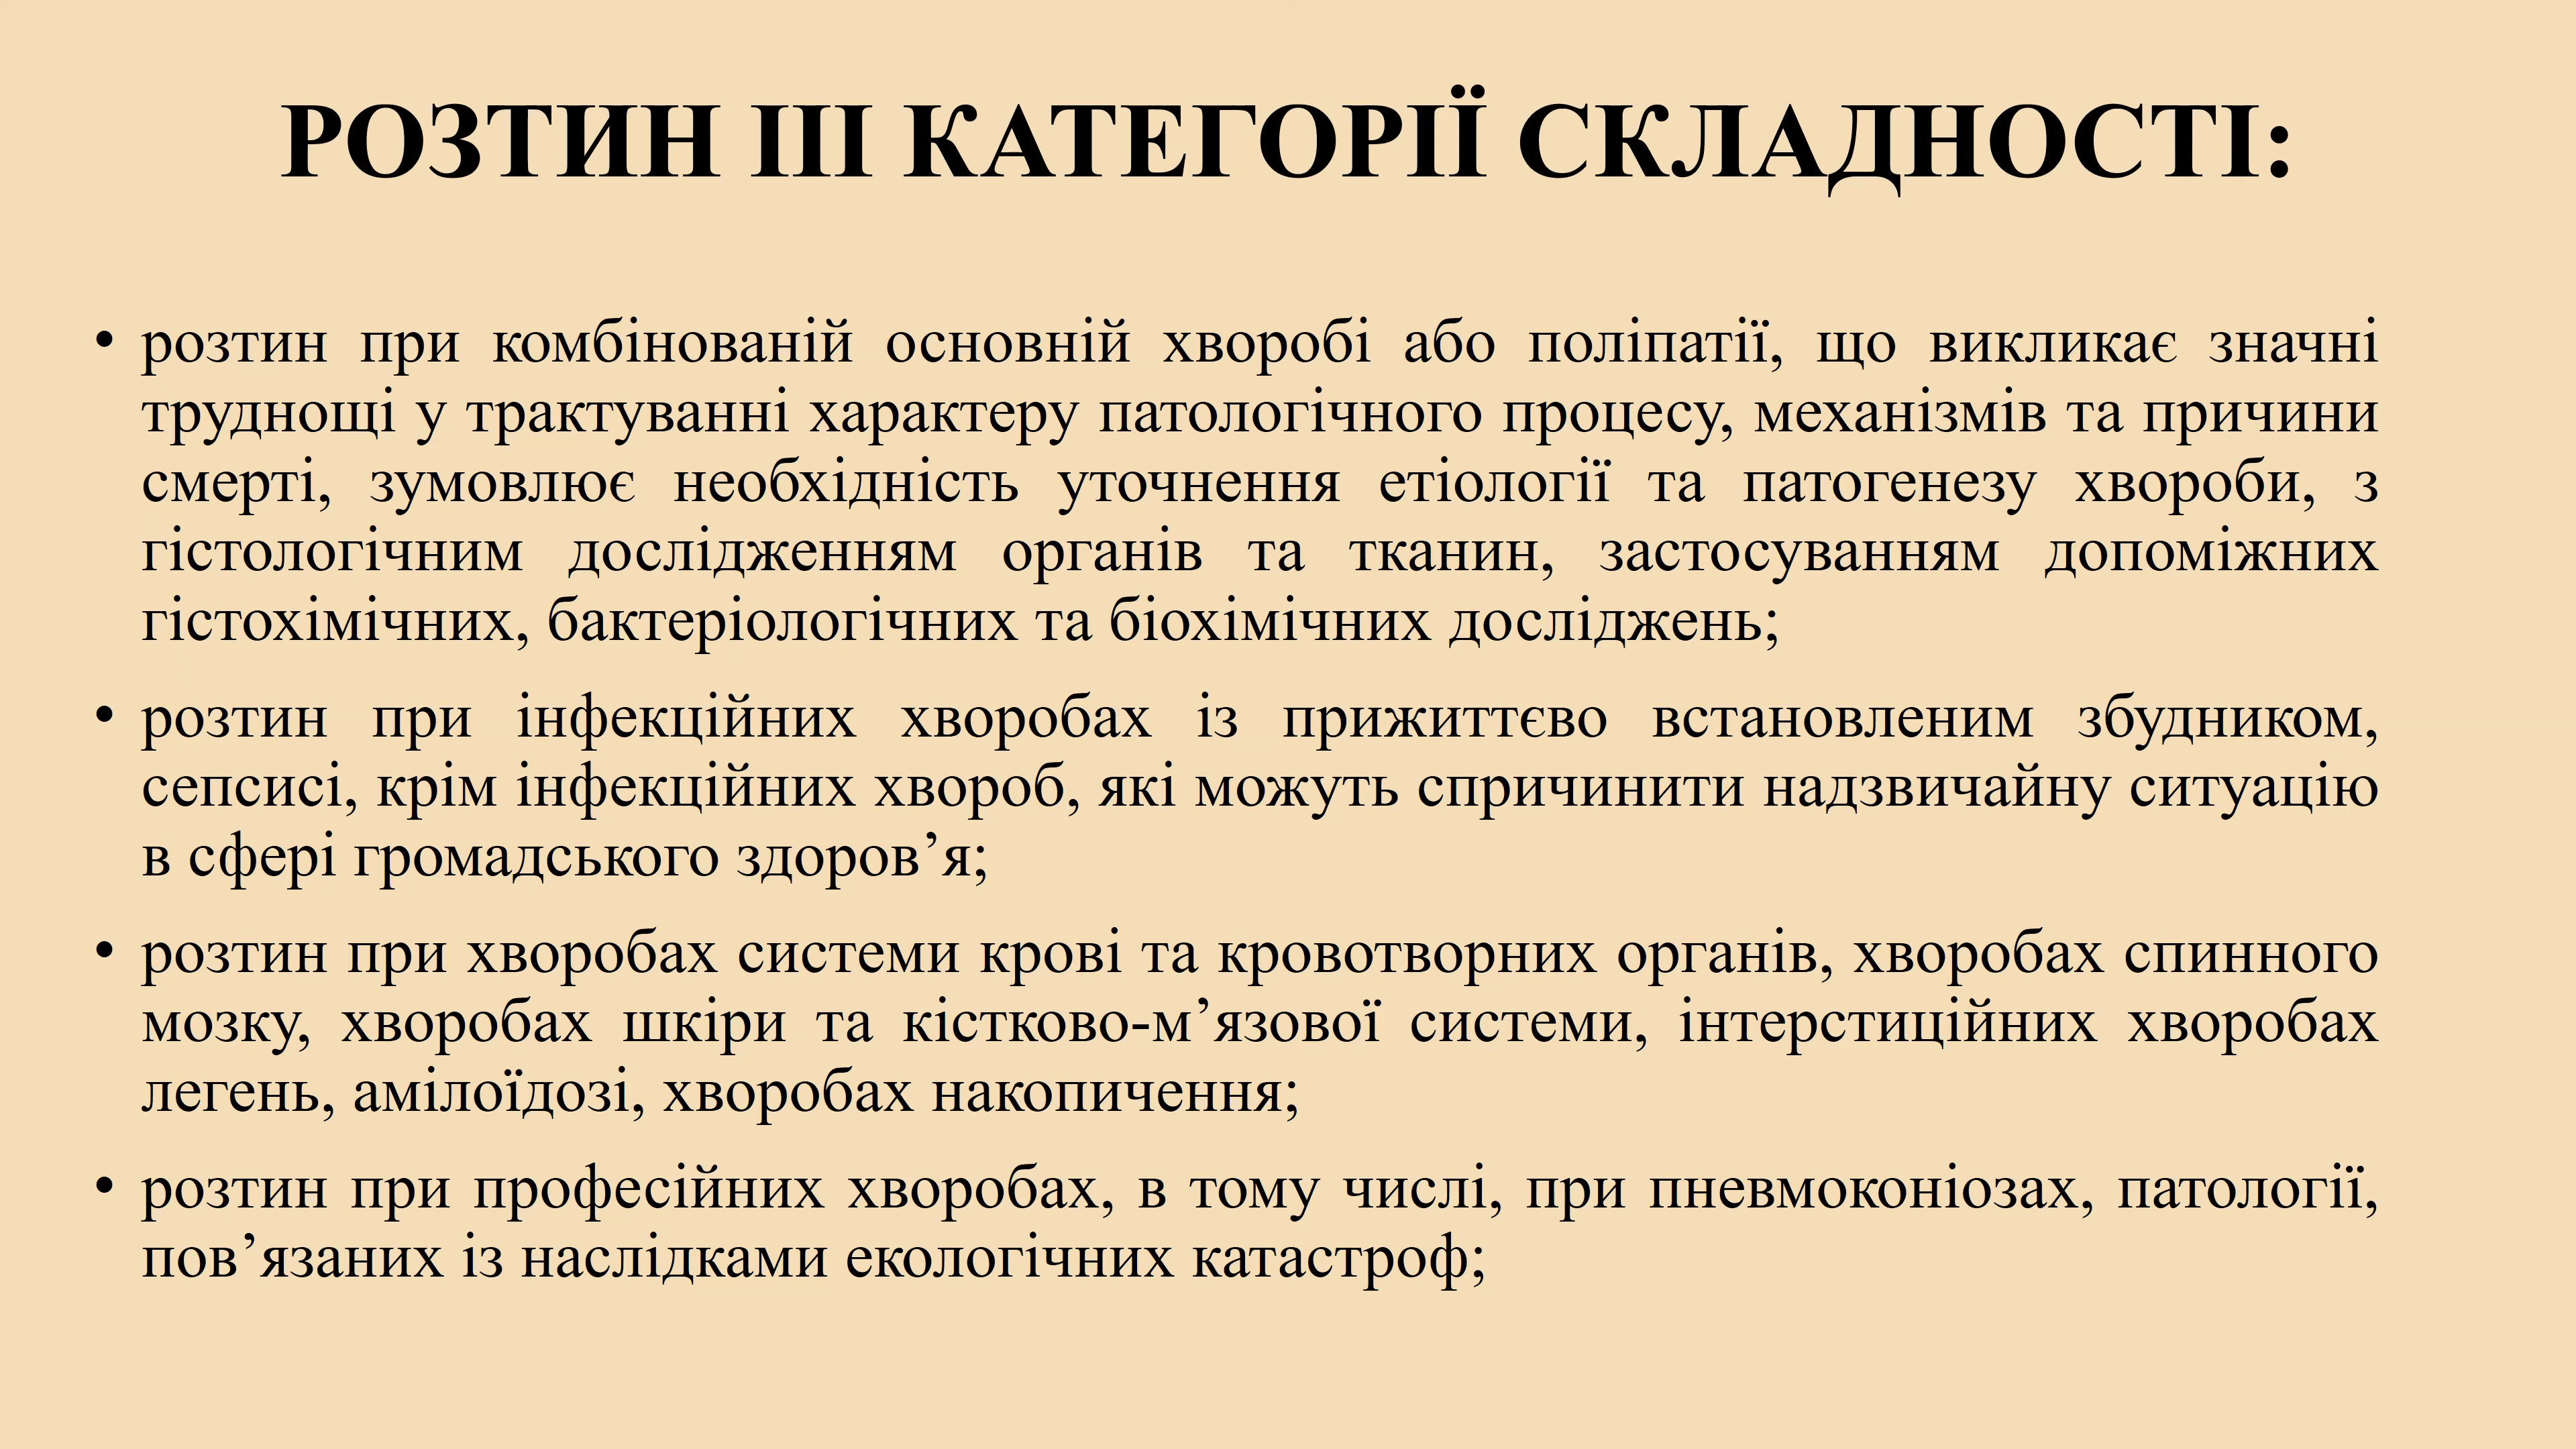 РОЗТИН ІІІ КАТЕГОРІЇ СКЛАДНОСТІ:
• розтин при комбінованій основній хворобі або поліпатії, що викликає значні
труднощі у трактуванні характеру патологічного процесу, механізмів та причини
смерті, зумовлює необхідність уточнення етіології та патогенезу хвороби, з
гістологічним дослідженням органів та тканин, застосуванням допоміжних
гістохімічних, бактеріологічних та біохімічних досліджень;
• розтин при інфекційних хворобах із прижиттєво встановленим збудником,
сепсисі, крім інфекційних хвороб, які можуть спричинити надзвичайну ситуацію
в сфері громадського здоров’я;
• розтин при хворобах системи крові та кровотворних органів, хворобах спинного
мозку, хворобах шкіри та кістково-м’язової системи, інтерстиційних хворобах
легень, амілоїдозі, хворобах накопичення;
• розтин при професійних хворобах, в тому числі, при пневмоконіозах, патології,
пов’язаних із наслідками екологічних катастроф;